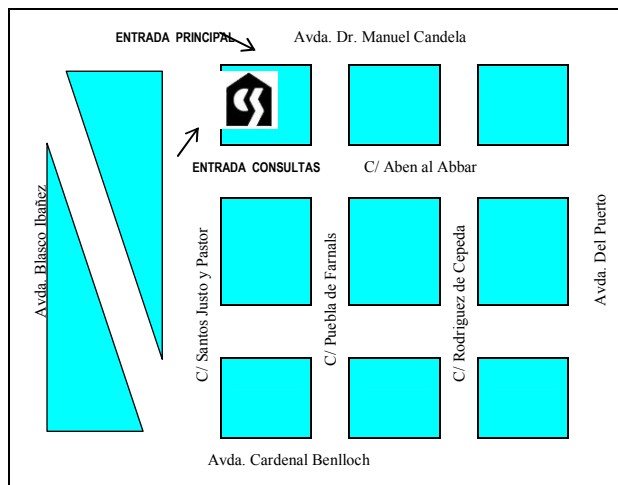 ENTRADA PRINCIPAL
Avda. Dr. Manuel Candela
ENTRADA CONSULTAS
C/ Aben al Abbar
Avda. Blasco Ibañez
C/ Santos Justo y Pastor
C/ Puebla de Farnals
C/ Rodriguez de Cepeda
Avda. Del Puerto
Avda. Cardenal Benlloch